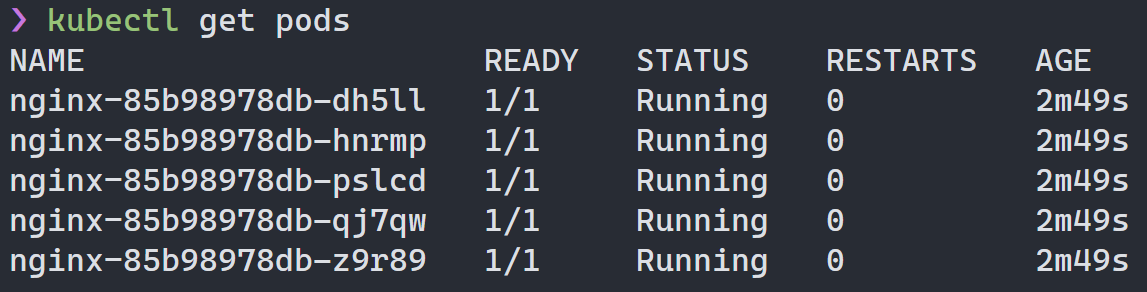 ❯ kubectl get pods
NAME                     READY   STATUS    RESTARTS   AGE
nginx-85b98978db-dh5ll   1/1     Running   0          2m49s
nginx-85b98978db-hnrmp   1/1     Running   0          2m49s
nginx-85b98978db-pslcd   1/1     Running   0          2m49s
nginx-85b98978db-qj7qw   1/1     Running   0          2m49s
nginx-85b98978db-z9r89   1/1     Running   0          2m49s